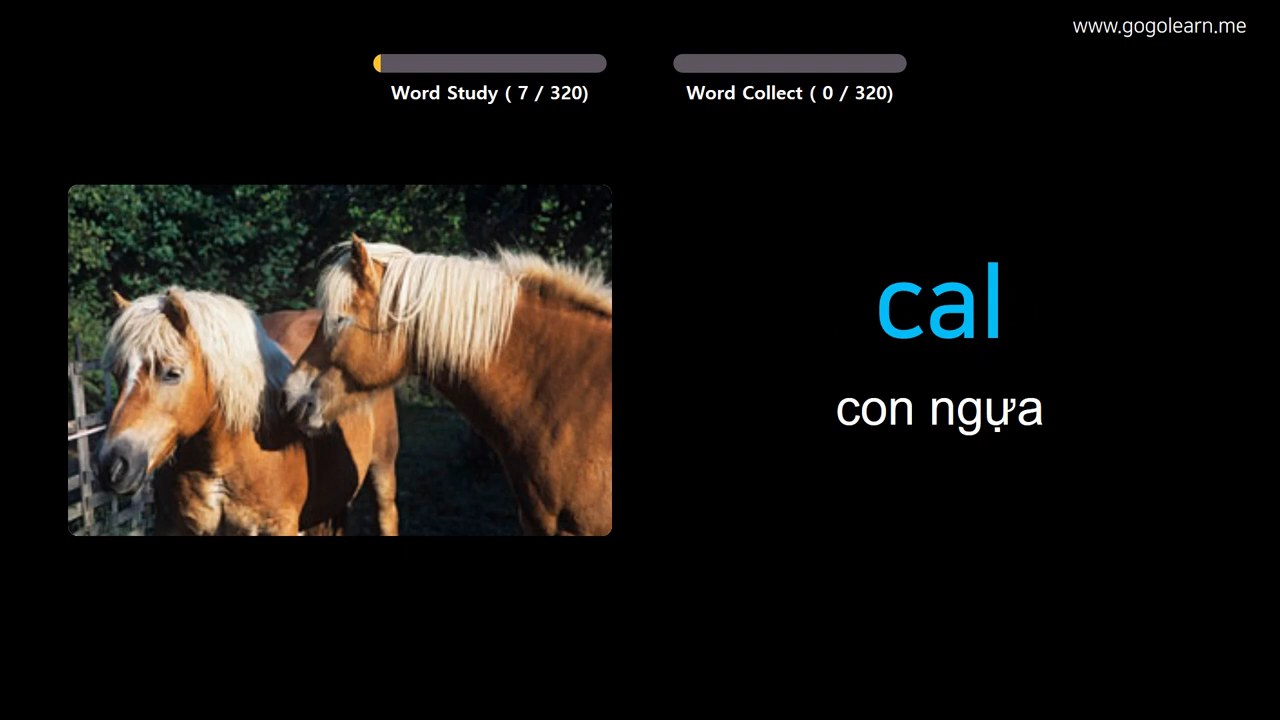 www.gogolearn.me
Word Study ( 7 / 320)
Word Collect ( 0 / 320)
cal
con ngựa